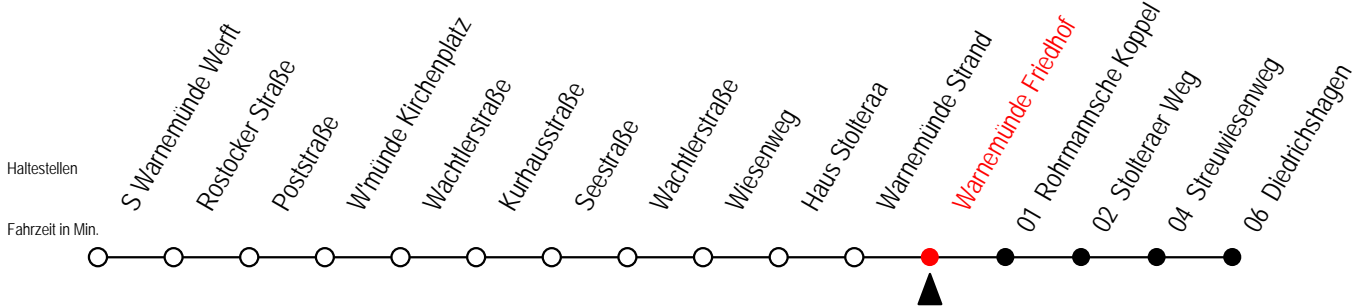 S Warnemünde Werft
Rostocker Straße
Poststraße
W'münde Kirchenplatz
Wachtlerstraße
Kurhausstraße
Seestraße
Wachtlerstraße
Wiesenweg
Haus Stolteraa
Warnemünde Strand
Warnemünde Friedhof
01 Rohrmannsche Koppel
02 Stolteraer Weg
04 Streuwiesenweg
06 Diedrichshagen
Haltestellen
Fahrzeit in Min.